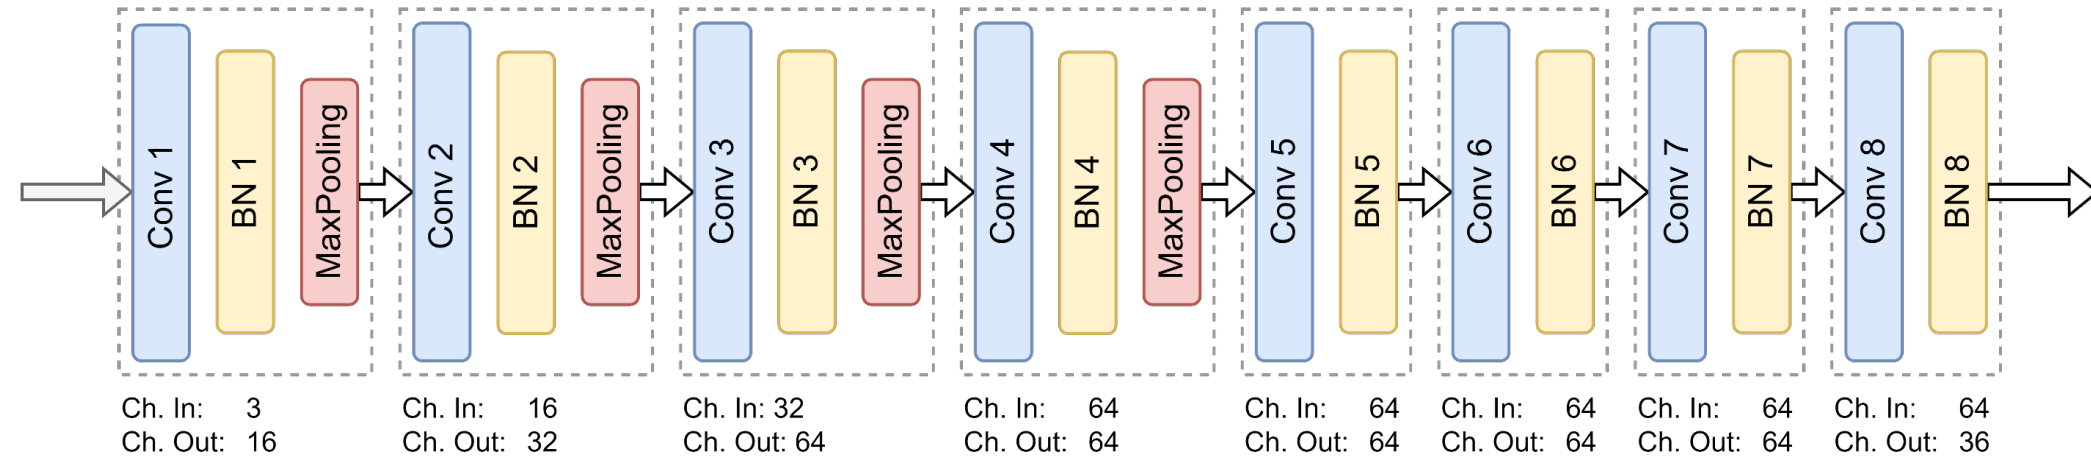 Conv 1
BN 1
MaxPooling
Conv 2
BN 2
MaxPooling
Conv 3
BN 3
MaxPooling
Conv 4
BN 4
MaxPooling
Conv 5
BN 5
Conv 6
BN 6
Conv 7
BN 7
Conv 8
BN 8
Ch. In: 3
Ch. Out: 16
Ch. In: 16
Ch. Out: 32
Ch. In: 32
Ch. Out: 64
Ch. In: 64
Ch. Out: 64
Ch. In: 64
Ch. Out: 64
Ch. In: 64
Ch. Out: 64
Ch. In: 64
Ch. Out: 64
Ch. In: 64
Ch. Out: 36